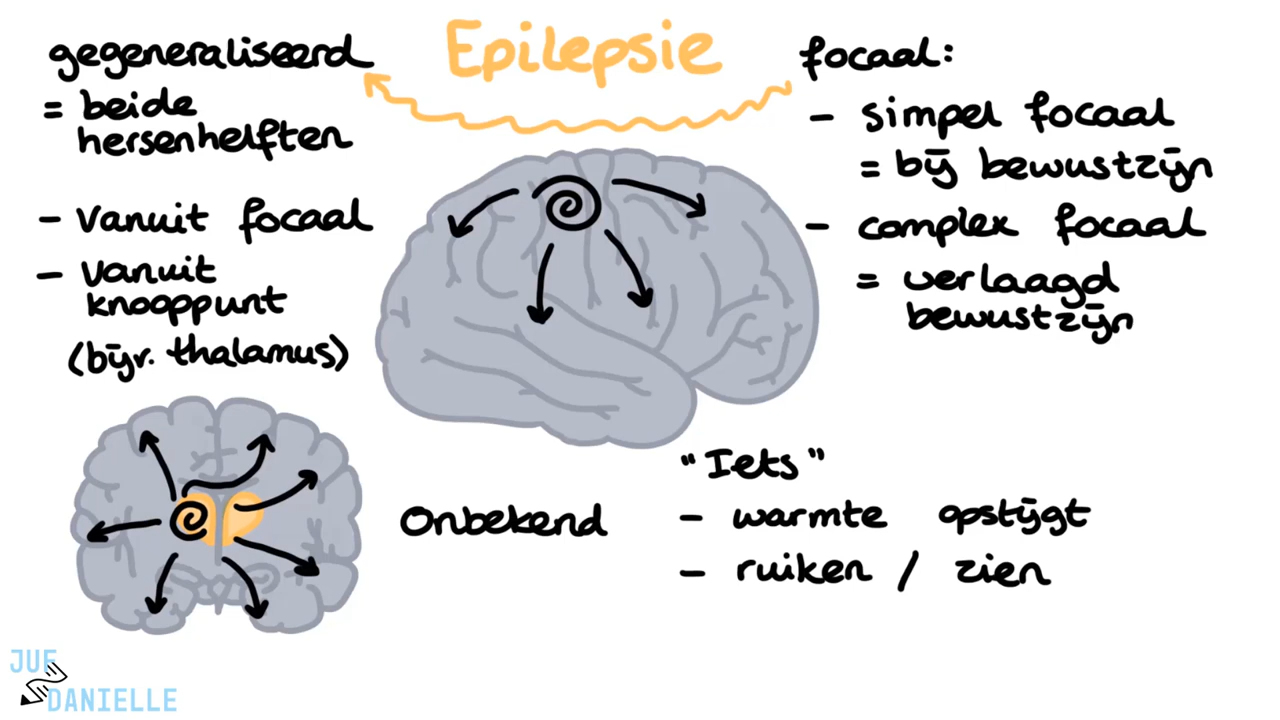 Epilepsie
gegeneraliseerd
= beide
hersenhelften
- vanuit focaal
- vanuit
knooppunt
(bijv. thalamus)
focaal:
- simpel focaal
= bij bewustzijn
- complex focaal
= verlaagd
bewustzijn
Onbekend
"Iets"
- warmte opstijgt
- ruiken / zien
JUF
DANIELLE